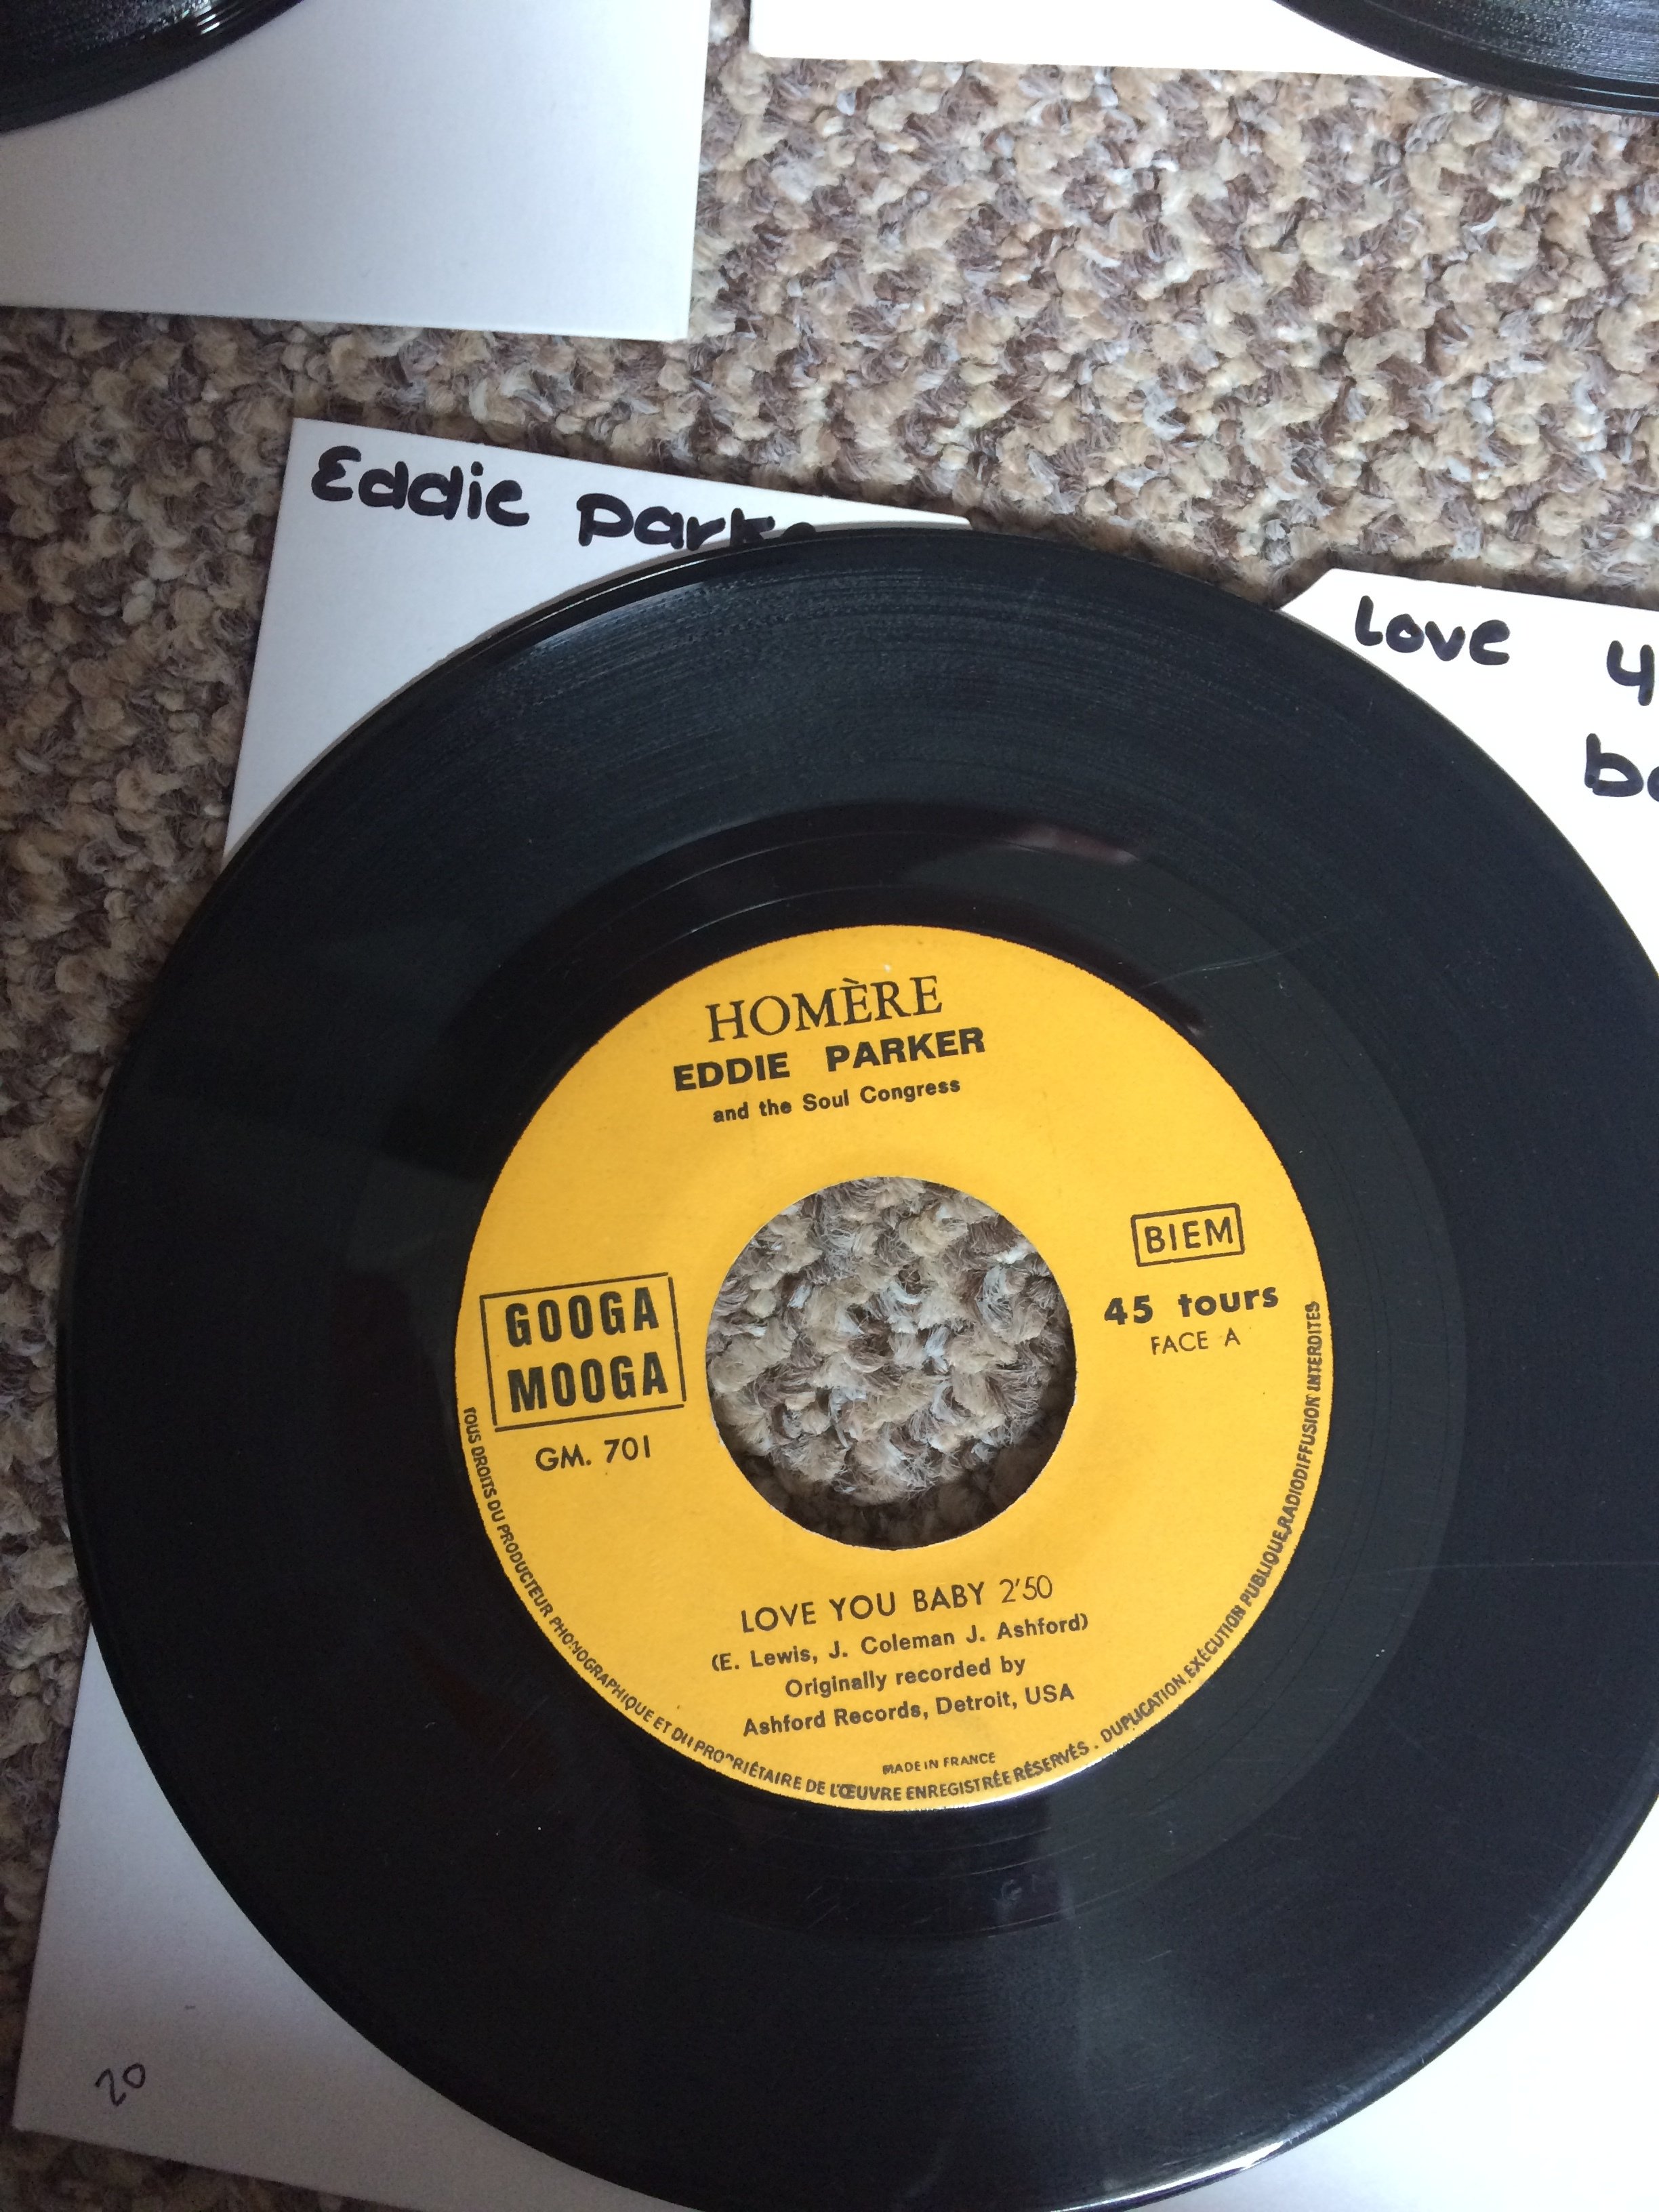 Eddie
Love
HOMÈRE
EDDIE PARKER
and the Soul Congress
BIEM
45 tours
FACE A
GOOGA
MOOGA
GM. 701
LOVE YOU BABY 2'50
(E. Lewis, J. Coleman J. Ashford)
Originally recorded by
Ashford Records, Detroit, USA
MADE IN FRANCE
TOUS DROITS DU PRODUCTEUR PHONOGRAPHIQUE ET DU PROPRIÉTAIRE DE L'ŒUVRE ENREGISTRÉE RÉSERVÉS. DUPLICATION EXÉCUTION PUBLIQUE, RADIODIFFUSION INTERDITES
20